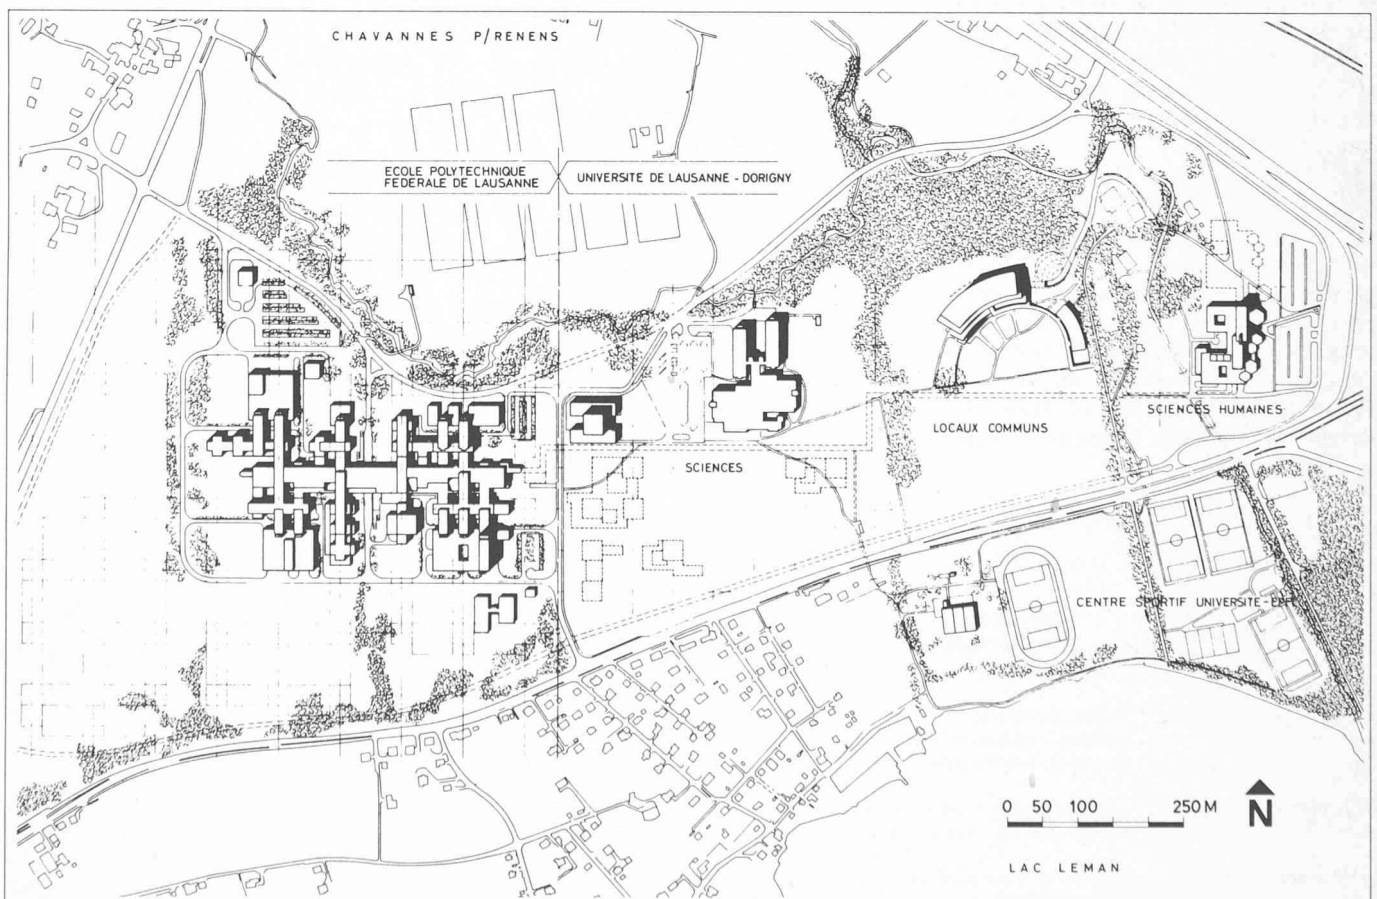 CHAVANNES P/RENENS
ECOLE POLYTECHNIQUE
FEDERALE DE LAUSANNE
UNIVERSITE DE LAUSANNE - DORIGNY
SCIENCES HUMAINES
LOCAUX COMMUNS
SCIENCES
CENTRE SPORTIF UNIVERSITE-EPFL
0 50 100 250 M
N
LAC LEMAN